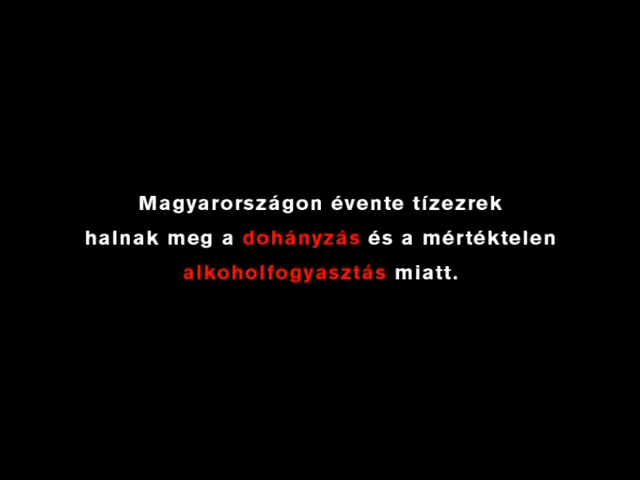 Magyarországon évente tízezrek
halnak meg a dohányzás és a mértéktelen
alkoholfogyasztás miatt.